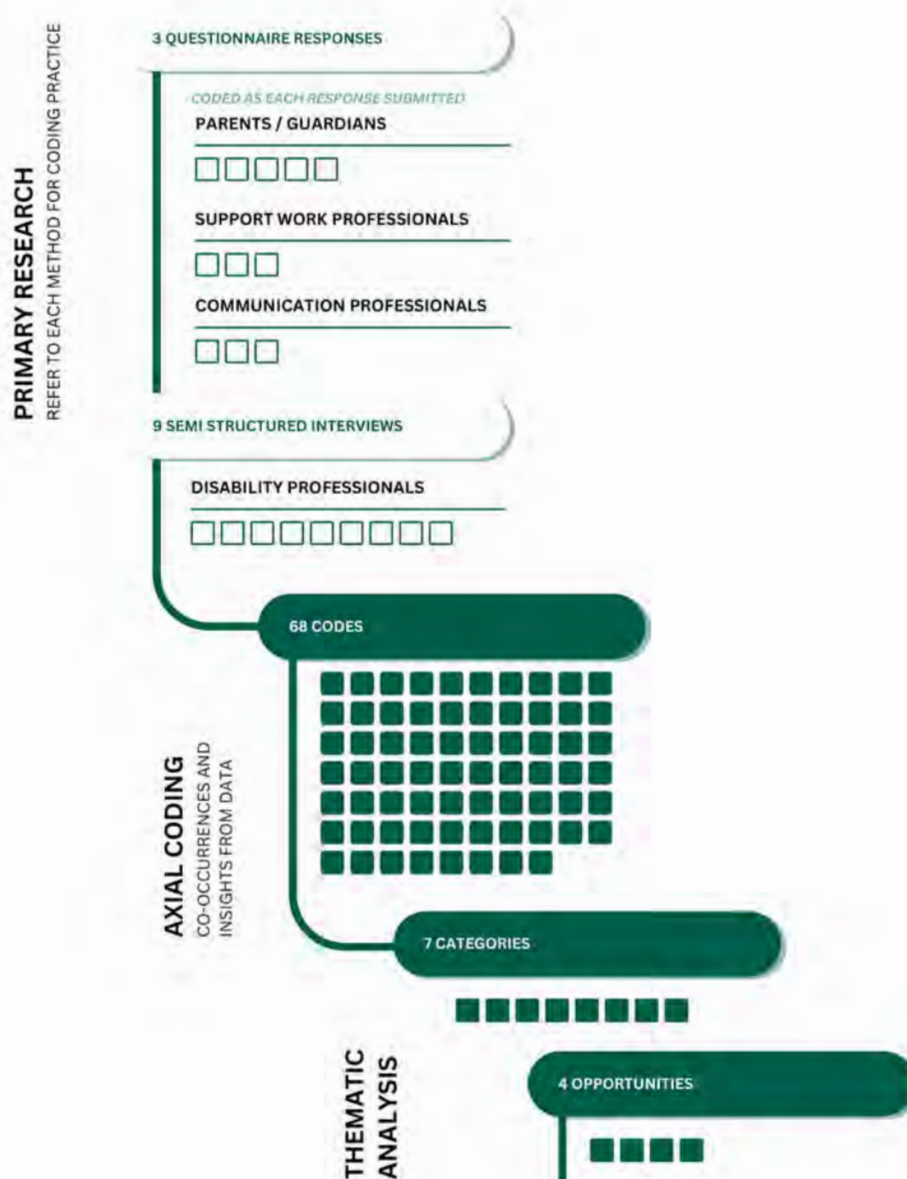 PRIMARY RESEARCH
REFER TO EACH METHOD FOR CODING PRACTICE
3 QUESTIONNAIRE RESPONSES
CODED AS EACH RESPONSE SUBMITTED
PARENTS / GUARDIANS
SUPPORT WORK PROFESSIONALS
COMMUNICATION PROFESSIONALS
9 SEMI STRUCTURED INTERVIEWS
DISABILITY PROFESSIONALS
68 CODES
AXIAL CODING
CO-OCCURRENCES AND
INSIGHTS FROM DATA
7 CATEGORIES
THEMATIC
ANALYSIS
4 OPPORTUNITIES